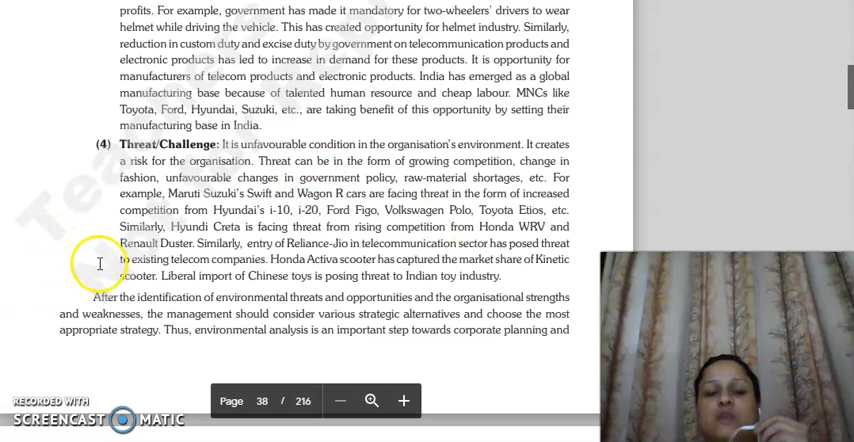 profits. For example, government has made it mandatory for two-wheelers' drivers to wear
helmet while driving the vehicle. This has created opportunity for helmet industry. Similarly,
reduction in custom duty and excise duty by government on telecommunication products and
electronic products has led to increase in demand for these products. It is opportunity for
manufacturers of telecom products and electronic products. India has emerged as a global
manufacturing base because of talented human resource and cheap labour. MNCs like
Toyota, Ford, Hyundai, Suzuki, etc., are taking benefit of this opportunity by setting their
manufacturing base in India.
(4) Threat/Challenge: It is unfavourable condition in the organisation's environment. It creates
a risk for the organisation. Threat can be in the form of growing competition, change in
fashion, unfavourable changes in government policy, raw-material shortages, etc. For
example, Maruti Suzuki's Swift and Wagon R cars are facing threat in the form of increased
competition from Hyundai's i-10, i-20, Ford Figo, Volkswagen Polo, Toyota Etios, etc.
Similarly, Hyundi Creta is facing threat from rising competition from Honda WRV and
Renault Duster. Similarly, entry of Reliance-Jio in telecommunication sector has posed threat
to existing telecom companies. Honda Activa scooter has captured the market share of Kinetic
scooter. Liberal import of Chinese toys is posing threat to Indian toy industry.
After the identification of environmental threats and opportunities and the organisational strengths
and weaknesses, the management should consider various strategic alternatives and choose the most
appropriate strategy. Thus, environmental analysis is an important step towards corporate planning and
Page 38 / 216
RECORDED WITH
SCREENCAST MATIC